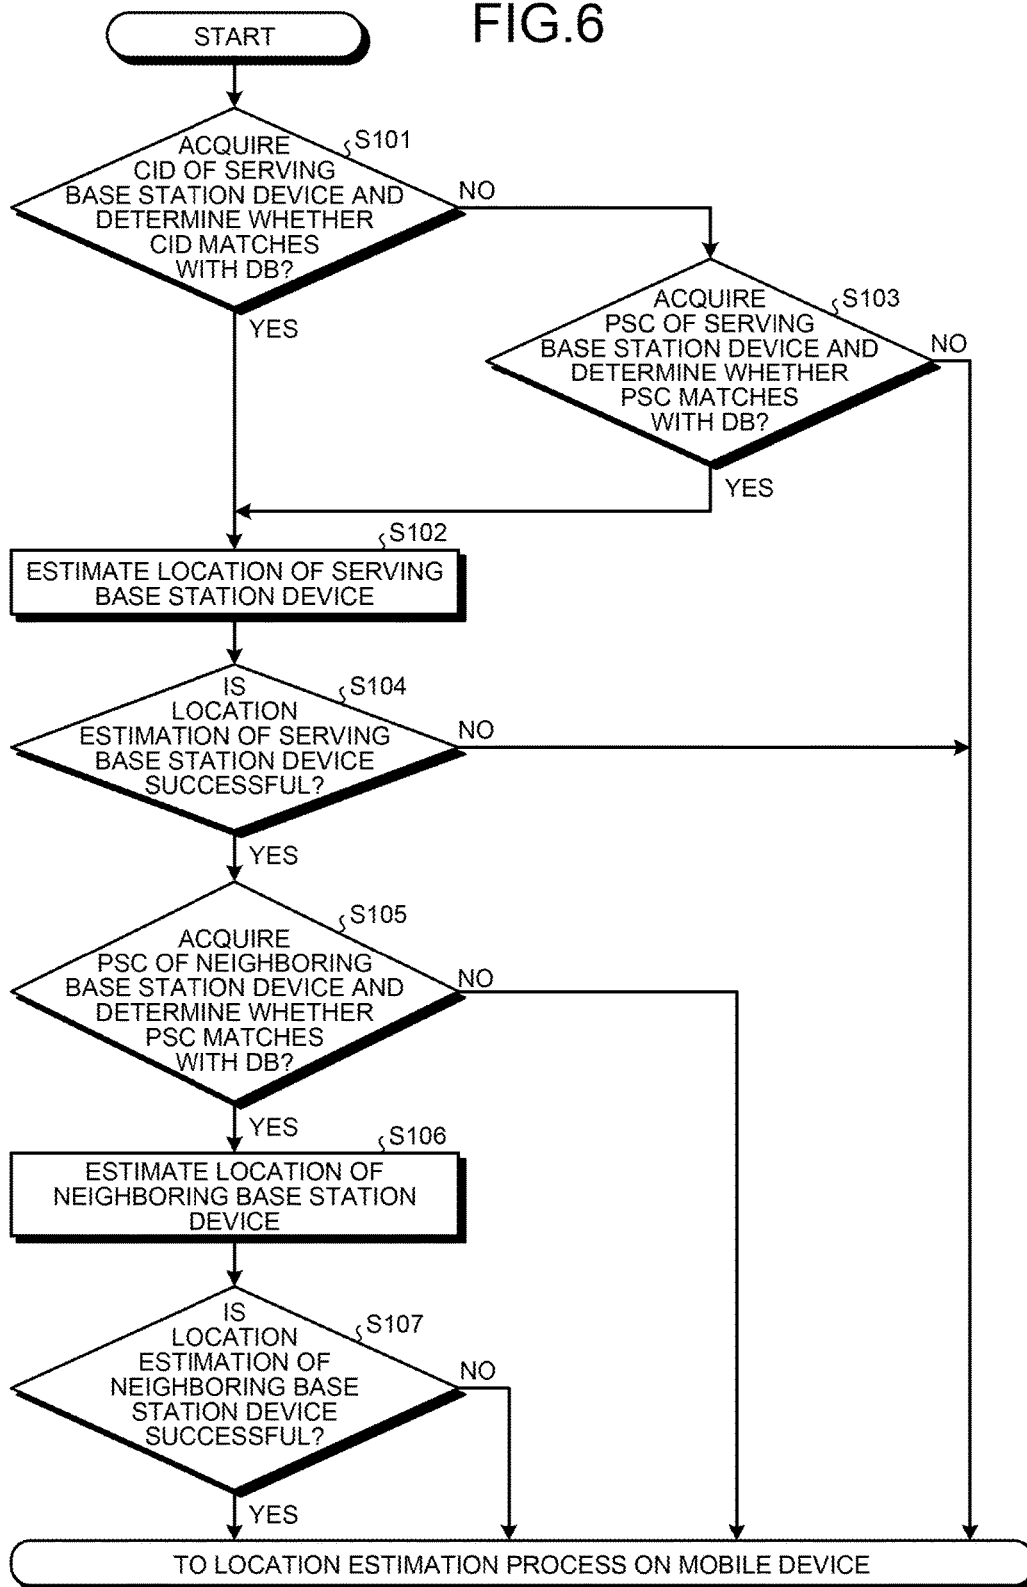 FIG.6
START
S101
ACQUIRE
CID OF SERVING
BASE STATION DEVICE AND
DETERMINE WHETHER
CID MATCHES
WITH DB?
NO
YES
S103
ACQUIRE
PSC OF SERVING
BASE STATION DEVICE AND
DETERMINE WHETHER
PSC MATCHES
WITH DB?
NO
YES
S102
ESTIMATE LOCATION OF SERVING
BASE STATION DEVICE
S104
IS
LOCATION
ESTIMATION OF SERVING
BASE STATION DEVICE
SUCCESSFUL?
NO
YES
S105
ACQUIRE
PSC OF NEIGHBORING
BASE STATION DEVICE AND
DETERMINE WHETHER
PSC MATCHES
WITH DB?
NO
YES
S106
ESTIMATE LOCATION OF
NEIGHBORING BASE STATION
DEVICE
S107
IS
LOCATION
ESTIMATION OF
NEIGHBORING BASE
STATION DEVICE
SUCCESSFUL?
NO
YES
TO LOCATION ESTIMATION PROCESS ON MOBILE DEVICE